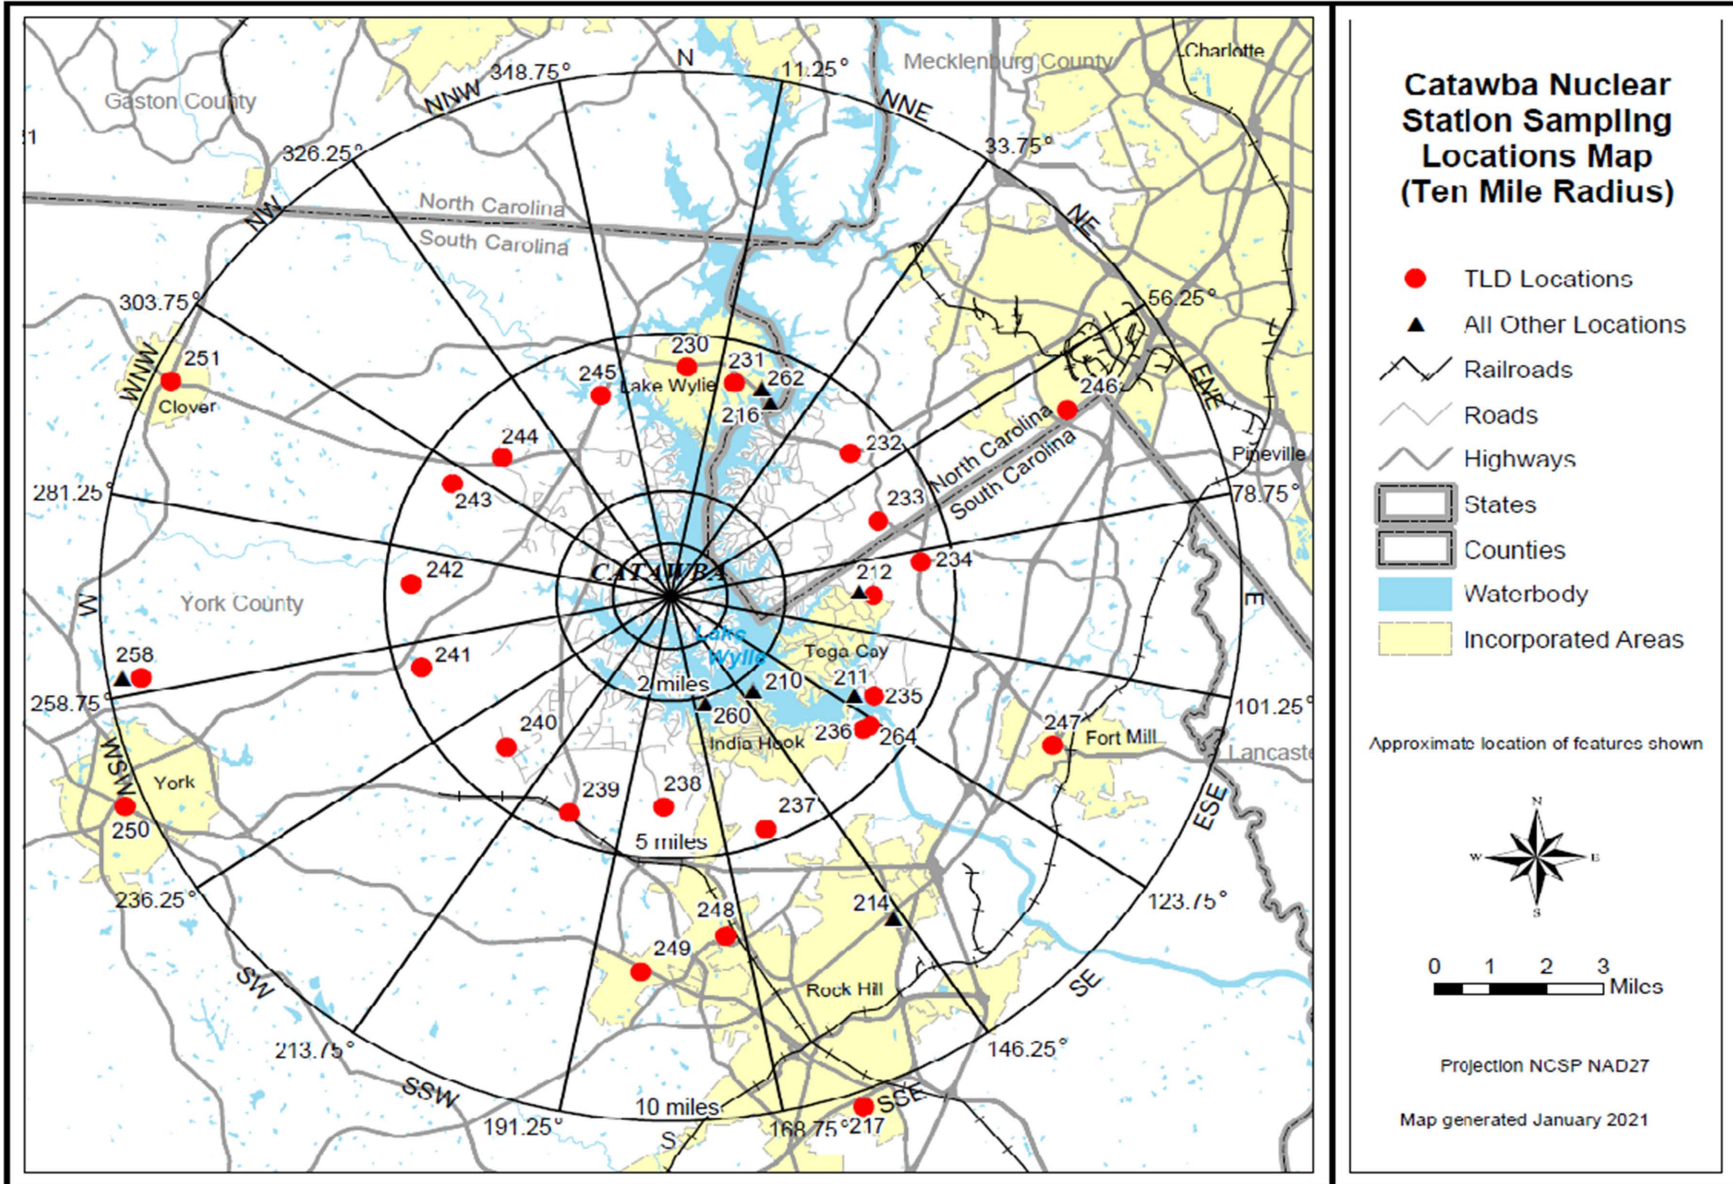 N
348.75°
11.25°
Mecklenburg County
Charlotte
NNW
NNE
Gaston County
326.25°
33.75°
North Carolina
South Carolina
NW
NE
303.75°
56.25°
WNW
251
Clover
245
230
231
262
Lake Wylie
216
246
ENE
244
232
North Carolina
South Carolina
Pineville
281.25°
243
233
78.75°
CATAWBA
242
212
234
W
York County
E
Lake
Wylie
Tega Cay
258
241
2 miles
210
211
235
258.75°
260
101.25°
240
India Hook
236
264
247
Fort Mill
Lancaste
WSW
York
250
239
238
237
ESE
5 miles
236.25°
123.75°
248
214
249
SW
Rock Hill
SE
213.75°
146.25°
SSW
10 miles
SSE
191.25°
S
168.75°
217
Catawba Nuclear
Station Sampling
Locations Map
(Ten Mile Radius)
TLD Locations
All Other Locations
Railroads
Roads
Highways
States
Counties
Waterbody
Incorporated Areas
Approximate location of features shown
N
W E
S
0 1 2 3
Miles
Projection NCSP NAD27
Map generated January 2021